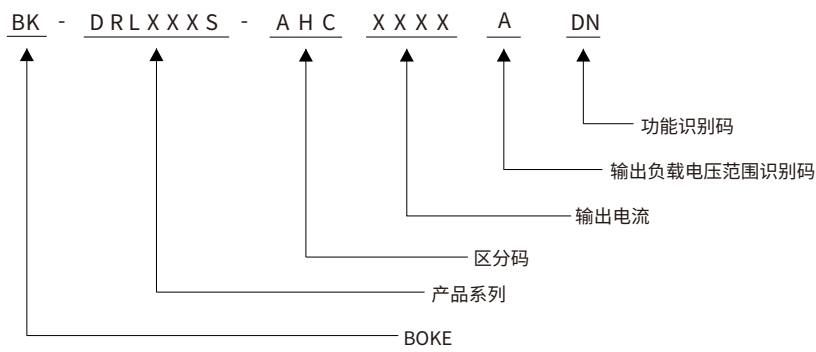 BK - DRLXXXS - AHC XXXX A DN
功能识别码
输出负载电压范围识别码
输出电流
区分码
产品系列
BOKE